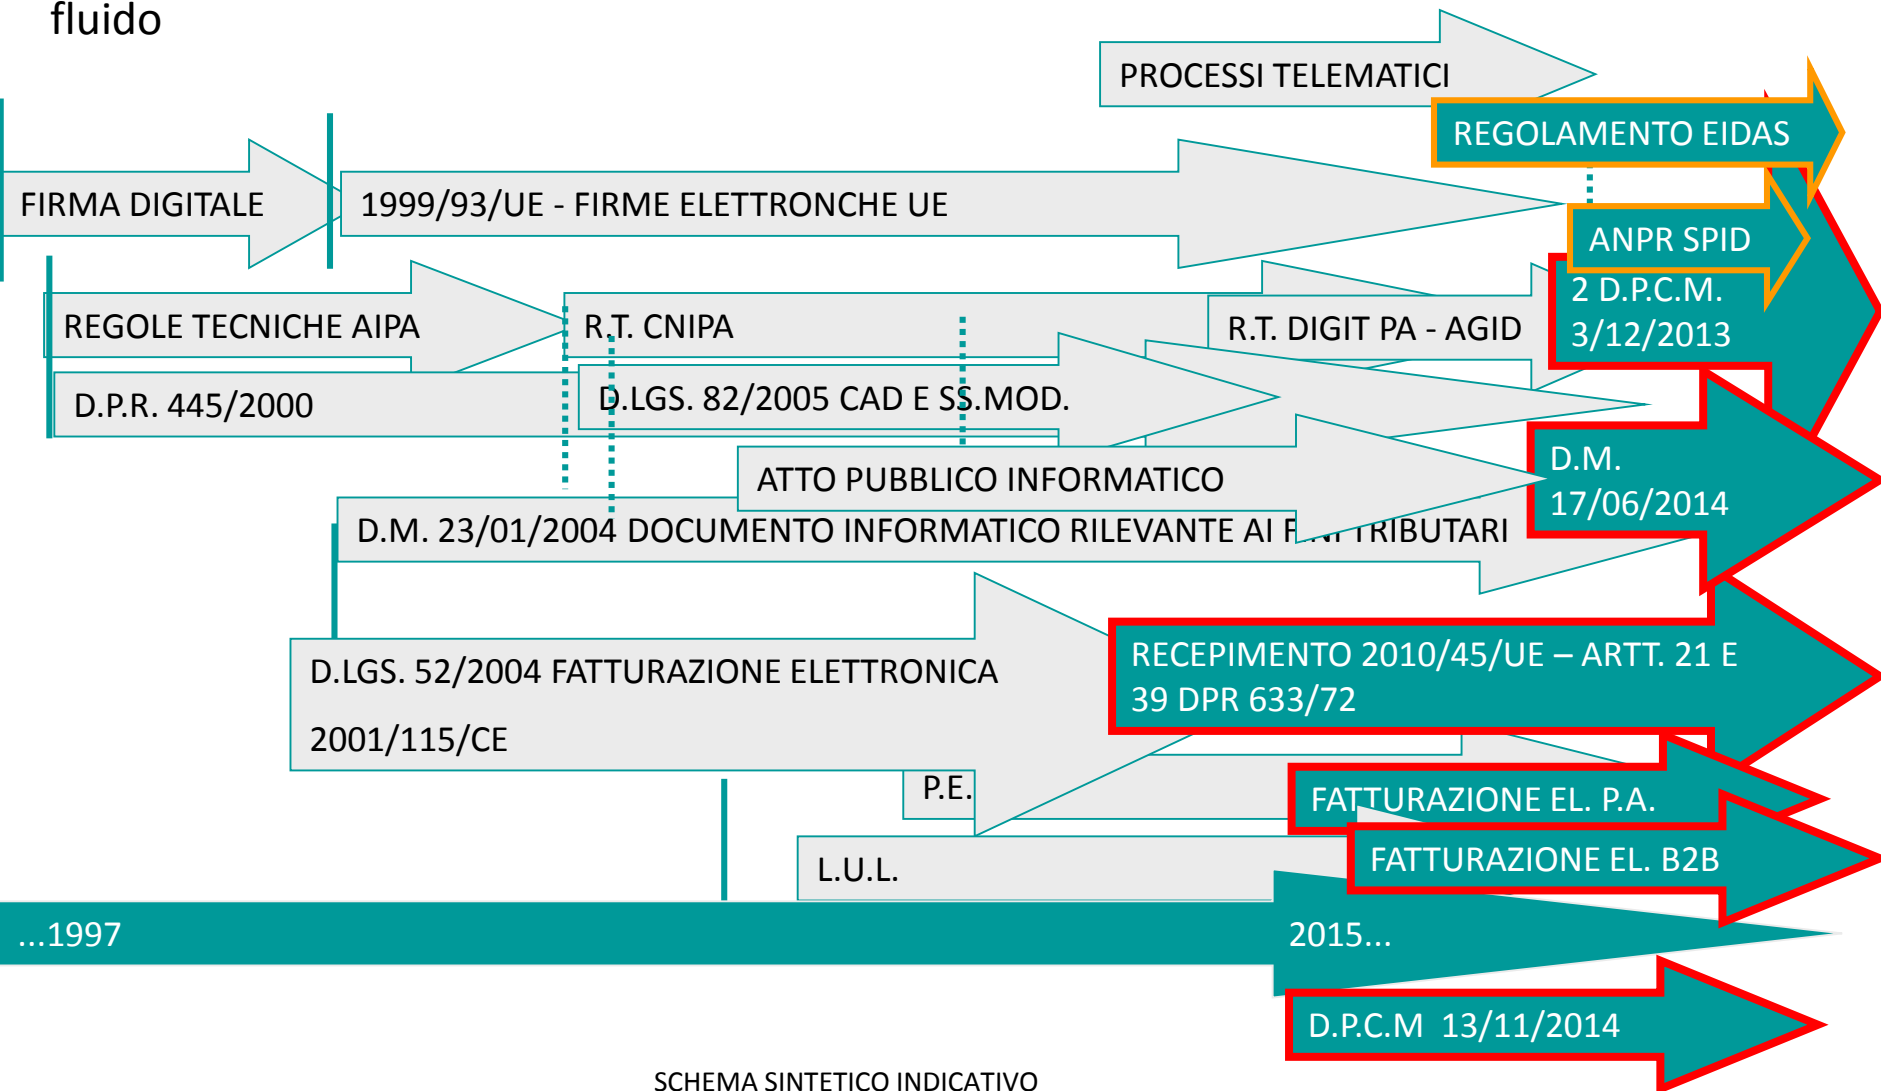 fluido
PROCESSI TELEMATICI
REGOLAMENTO EIDAS
FIRMA DIGITALE
1999/93/UE - FIRME ELETTRONCHE UE
ANPR SPID
REGOLE TECNICHE AIPA
R.T. CNIPA
R.T. DIGIT PA - AGID
2 D.P.C.M.
3/12/2013
D.P.R. 445/2000
D.LGS. 82/2005 CAD E SS.MOD.
ATTO PUBBLICO INFORMATICO
D.M.
17/06/2014
D.M. 23/01/2004 DOCUMENTO INFORMATICO RILEVANTE AI TRIBUTARI
D.LGS. 52/2004 FATTURAZIONE ELETTRONICA
2001/115/CE
RECEPIMENTO 2010/45/UE – ARTT. 21 E
39 DPR 633/72
P.E.
FATTURAZIONE EL. P.A.
L.U.L.
FATTURAZIONE EL. B2B
...1997
2015...
D.P.C.M 13/11/2014
SCHEMA SINTETICO INDICATIVO